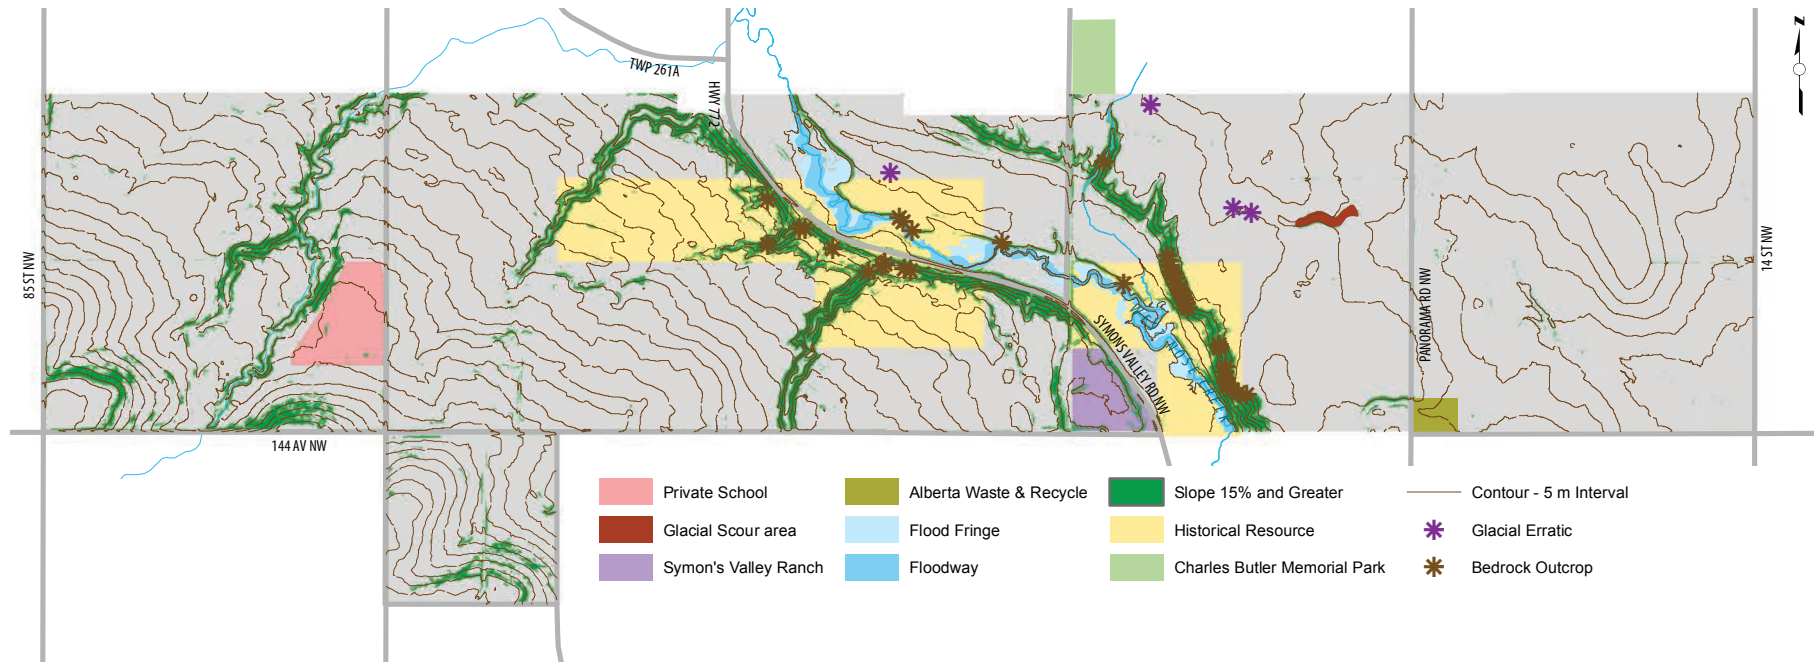 z
TWP 261A
HWY 772
85 ST NW
14 ST NW
PANORAMA RD NW
SYMONS VALLEY RD NW
144 AV NW
Private School
Alberta Waste & Recycle
Slope 15% and Greater
Contour - 5 m Interval
Glacial Scour area
Flood Fringe
Historical Resource
Glacial Erratic
Symon's Valley Ranch
Floodway
Charles Butler Memorial Park
Bedrock Outcrop